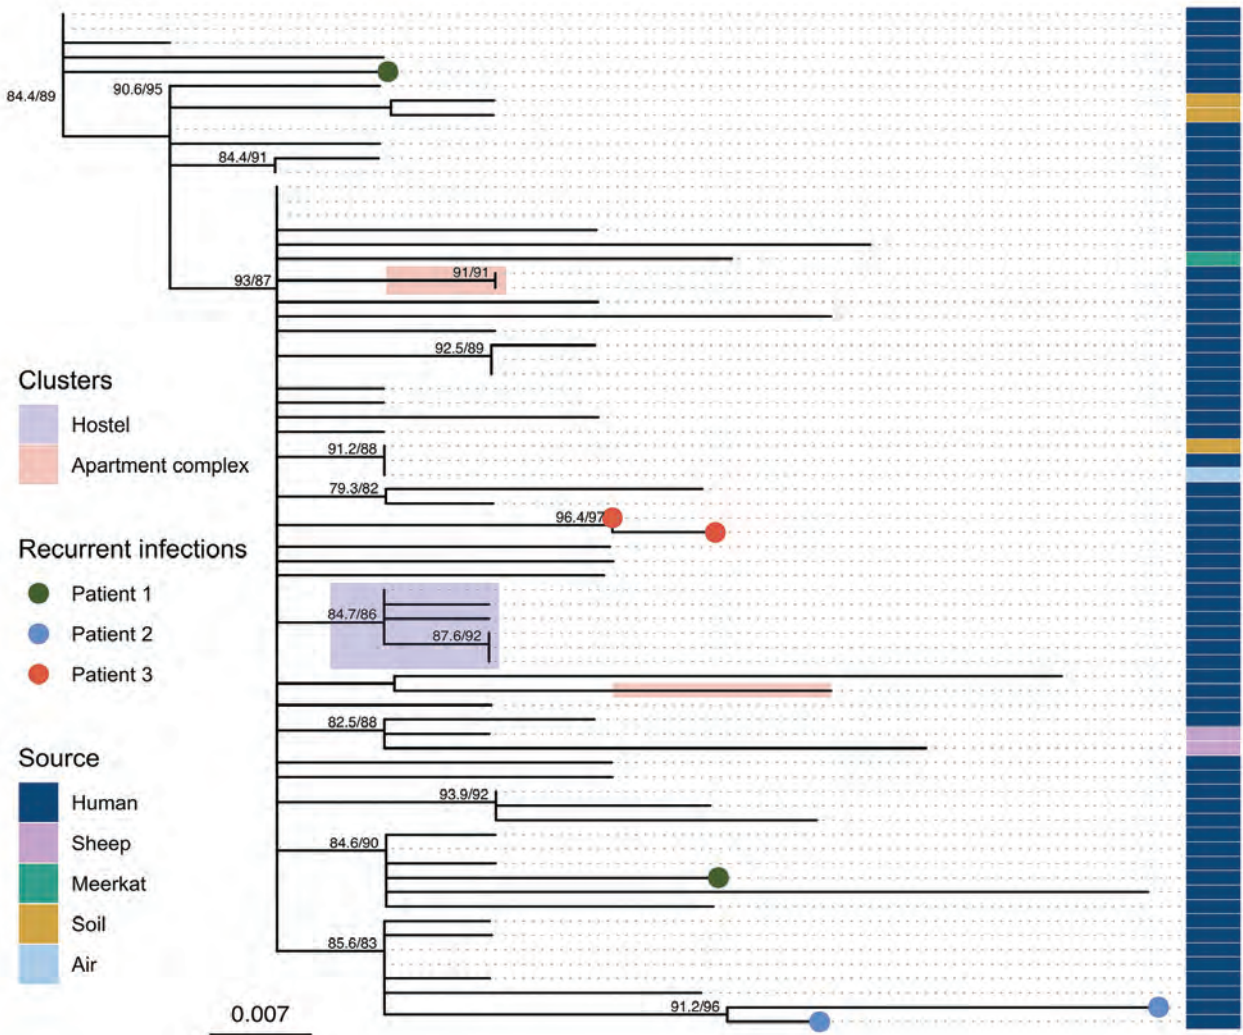 84.4/89
90.6/95
84.4/91
93/87
91/91
92.5/89
Clusters
Hostel
Apartment complex
91.2/88
79.3/82
96.4/97
Recurrent infections
Patient 1
Patient 2
Patient 3
84.7/86
87.6/92
82.5/88
Source
Human
Sheep
Meerkat
Soil
Air
93.9/92
84.6/90
85.6/83
91.2/96
0.007